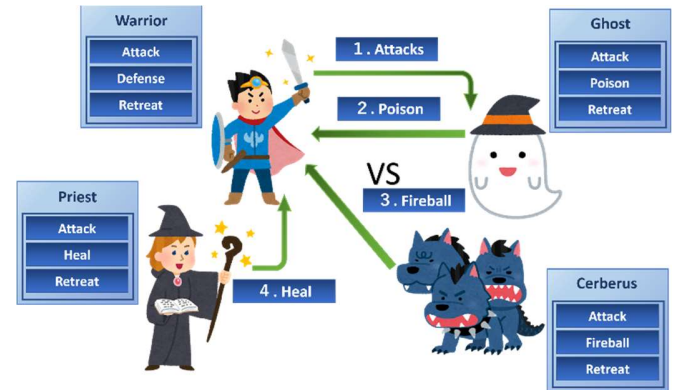 Warrior
Attack
Defense
Retreat
1. Attacks
2. Poison
VS
3. Fireball
4. Heal
Ghost
Attack
Poison
Retreat
Priest
Attack
Heal
Retreat
Cerberus
Attack
Fireball
Retreat